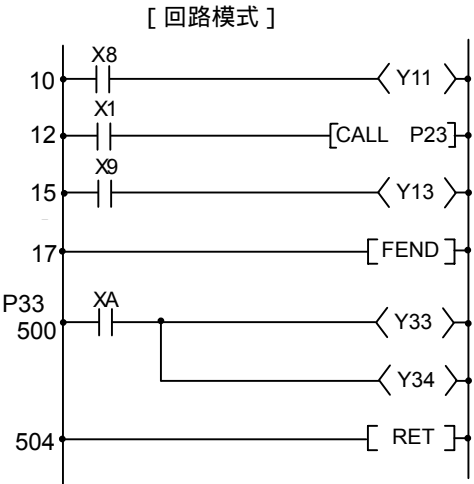 [ 回路模式 ]
X8
10 Y11
X1
12 [CALL P23]
X9
15 Y13
17 [FEND]
P33
XA
500 Y33
Y34
504 [RET]